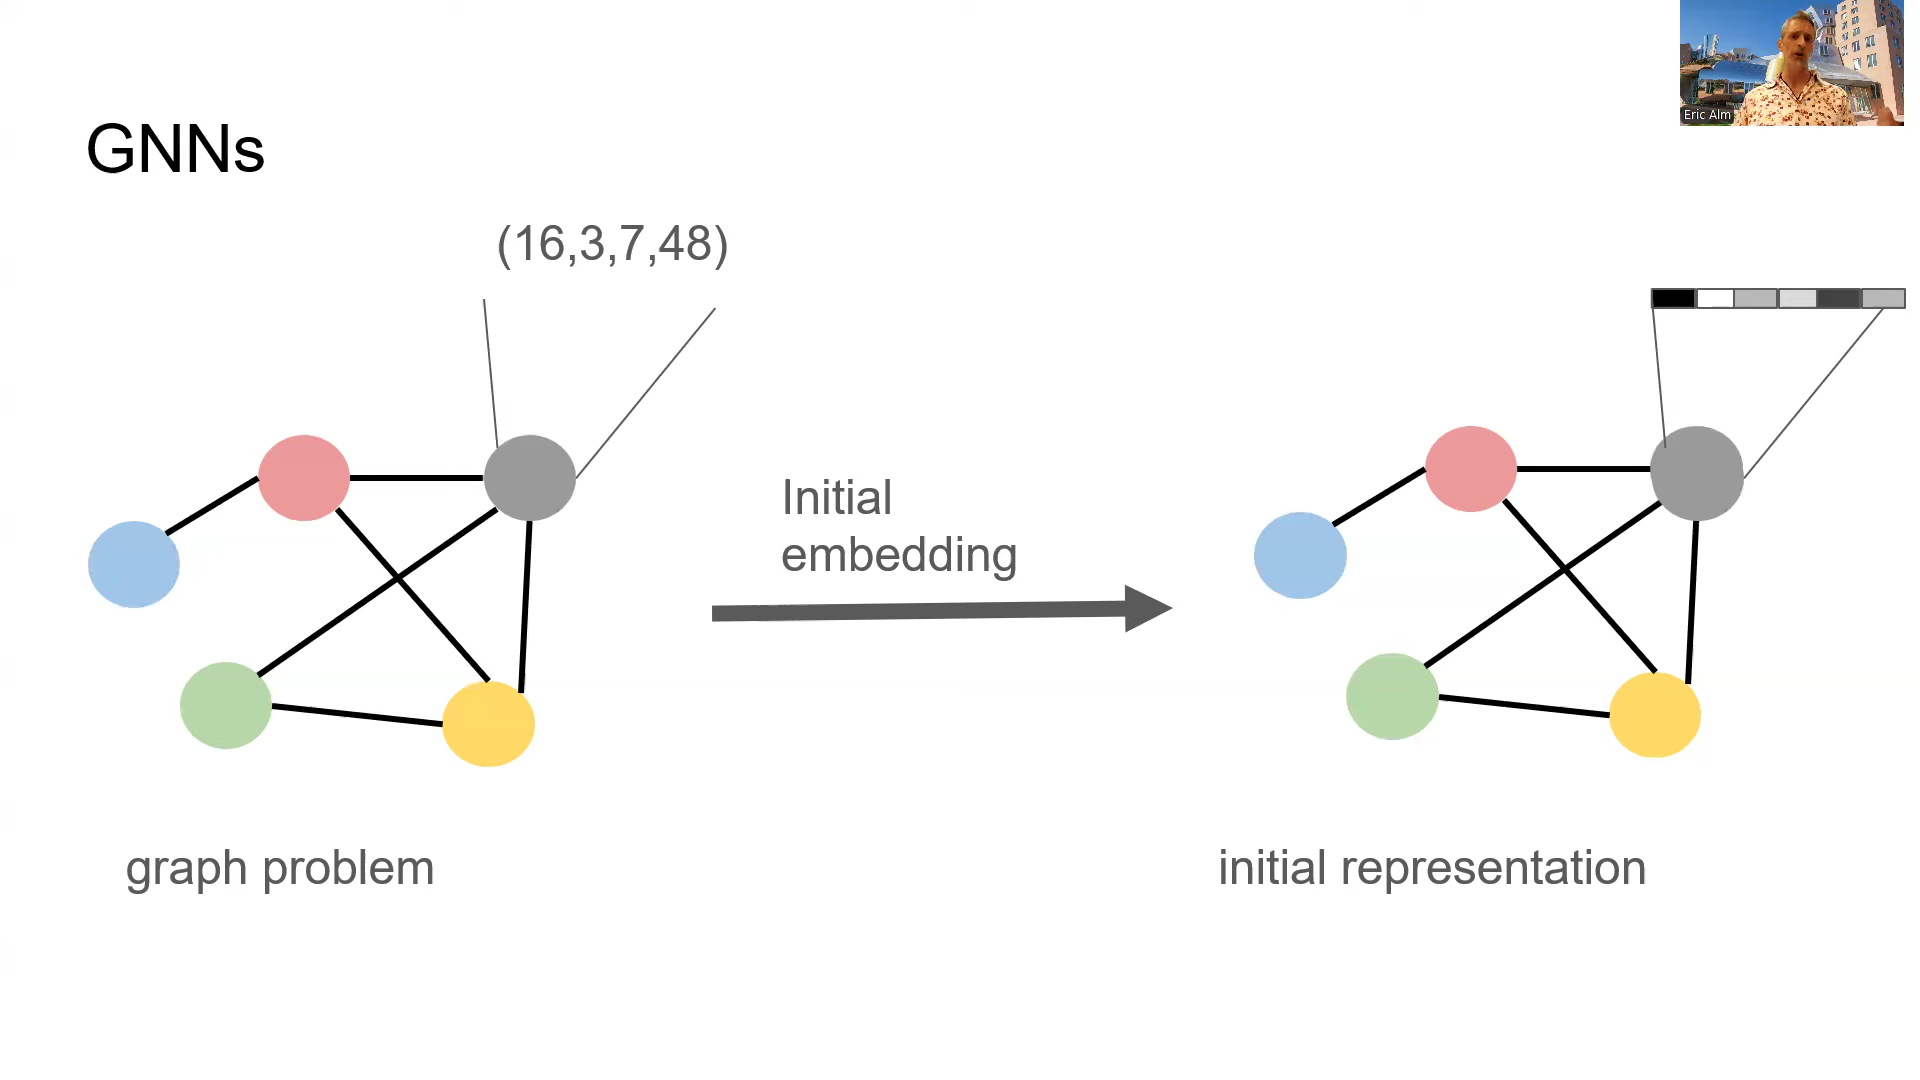 Eric Alm
GNNs
(16,3,7,48)
Initial
embedding
graph problem
initial representation